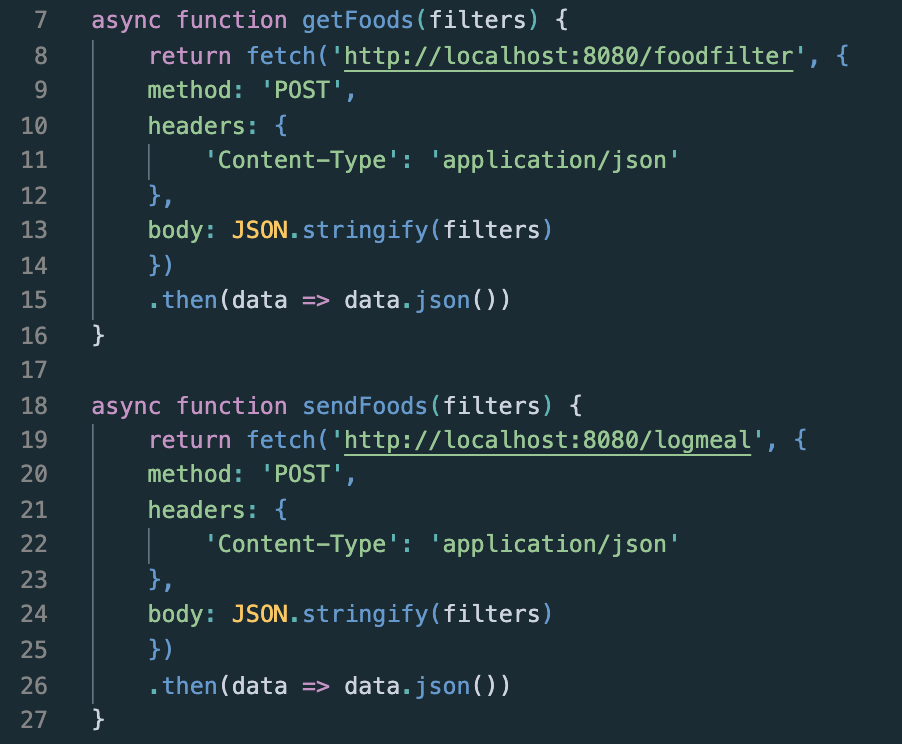 7 async function getFoods(filters) {
8 return fetch('http://localhost:8080/foodfilter', {
9 method: 'POST',
10 headers: {
11 'Content-Type': 'application/json'
12 },
13 body: JSON.stringify(filters)
14 })
15 .then(data => data.json())
16 }
17
18 async function sendFoods(filters) {
19 return fetch('http://localhost:8080/logmeal', {
20 method: 'POST',
21 headers: {
22 'Content-Type': 'application/json'
23 },
24 body: JSON.stringify(filters)
25 })
26 .then(data => data.json())
27 }